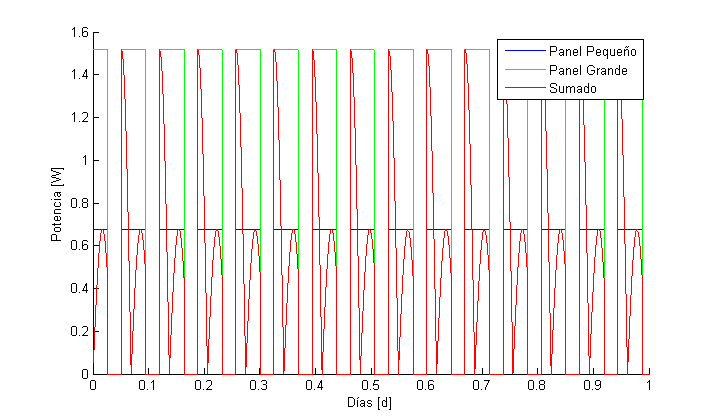 1.6
1.4
1.2
1
0.8
0.6
0.4
0.2
0
Potencia [W]
Panel Pequeño
Panel Grande
Sumado
0 0.1 0.2 0.3 0.4 0.5 0.6 0.7 0.8 0.9 1
Días [d]